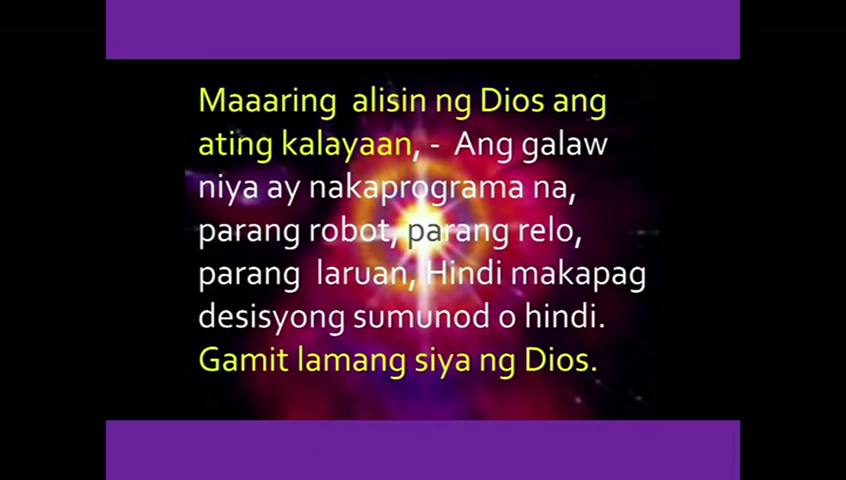 Maaaring alisin ng Dios ang
ating kalayaan, - Ang galaw
niya ay nakaprograma na,
parang robot, parang relo,
parang laruan, Hindi makapag
desisyong sumunod o hindi.
Gamit lamang siya ng Dios.